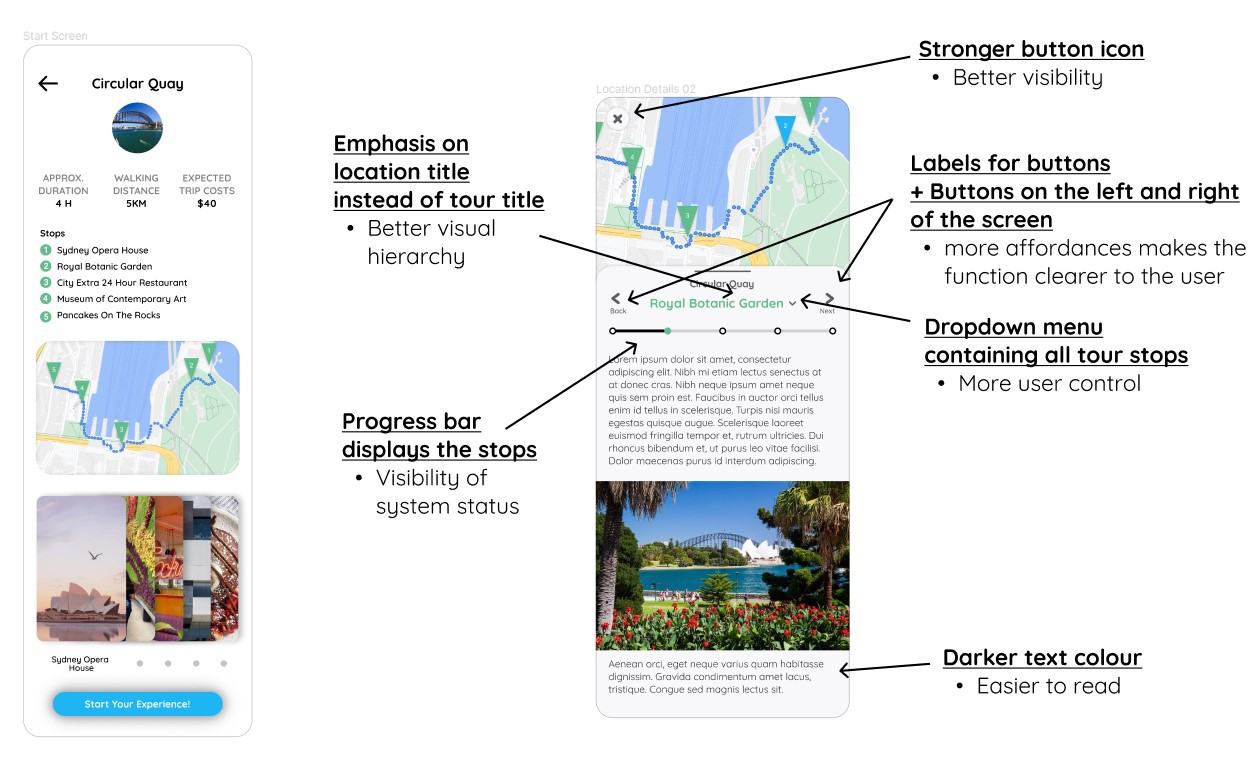 Start Screen
Circular Quay
APPROX. DURATION
4 H
WALKING DISTANCE
5KM
EXPECTED TRIP COSTS
$40
Stops
1 Sydney Opera House
2 Royal Botanic Garden
3 City Extra 24 Hour Restaurant
4 Museum of Contemporary Art
5 Pancakes On The Rocks
5
4
3
2
1
Sydney Opera
House
Start Your Experience!
Emphasis on
location title
instead of tour title
• Better visual
hierarchy
Progress bar
displays the stops
• Visibility of
system status
Location Details 02
1
2
4
3
Circular Quay
Back
Royal Botanic Garden
Next
Lorem ipsum dolor sit amet, consectetur
adipiscing elit. Nibh mi etiam lectus senectus at
at donec cras. Nibh neque ipsum amet neque
quis sem proin est. Faucibus in auctor orci tellus
enim id tellus in scelerisque. Turpis nisi mauris
egestas quisque augue. Scelerisque laoreet
euismod fringilla tempor et, rutrum ultricies. Dui
rhoncus bibendum et, ut purus leo vitae facilisi.
Dolor maecenas purus id interdum adipiscing.
Aenean orci, eget neque varius quam habitasse
dignissim. Gravida condimentum amet lacus,
tristique. Congue sed magnis lectus sit.
Stronger button icon
• Better visibility
Labels for buttons
+ Buttons on the left and right
of the screen
• more affordances makes the
function clearer to the user
Dropdown menu
containing all tour stops
• More user control
Darker text colour
• Easier to read